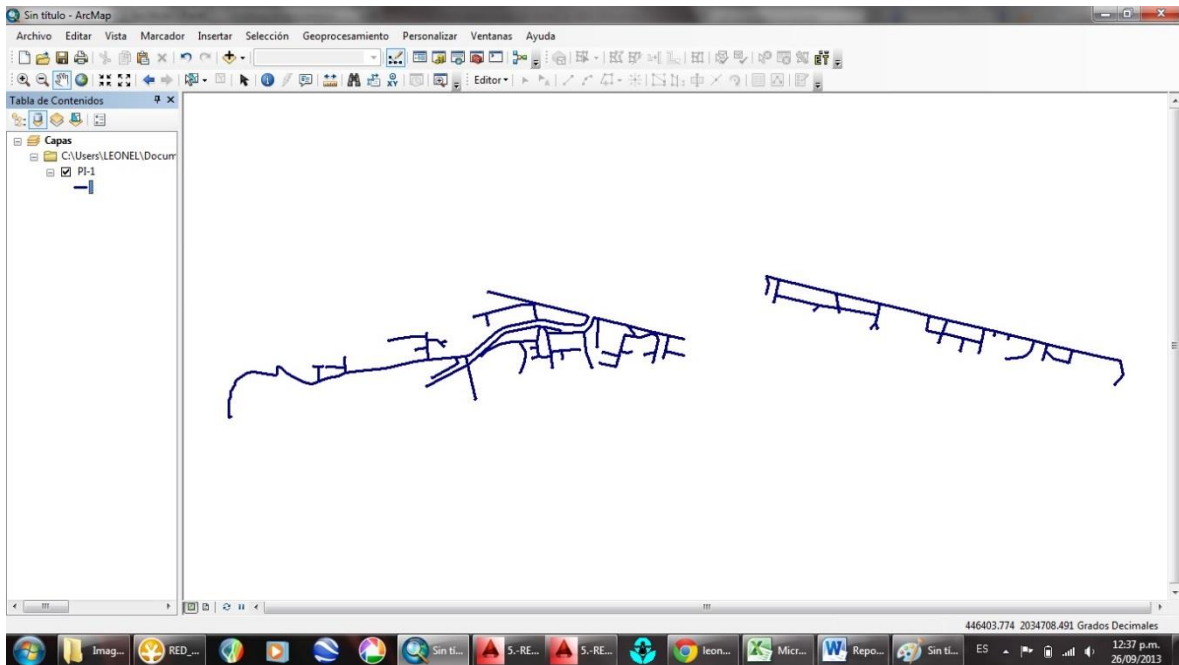 Sin título - ArcMap
Archivo Editar Vista Marcador Insertar Selección Geoprocesamiento Personalizar Ventanas Ayuda
Editor
Tabla de Contenidos
Capas
C:\Users\LEONEL\Docum
PI-1
446403.774 2034708.491 Grados Decimales
Imag... RED_... Sin tí... 5.-RE... 5.-RE... leon... Micr... Repo... Sin ti... ES 12:37 p.m.
26/09/2013